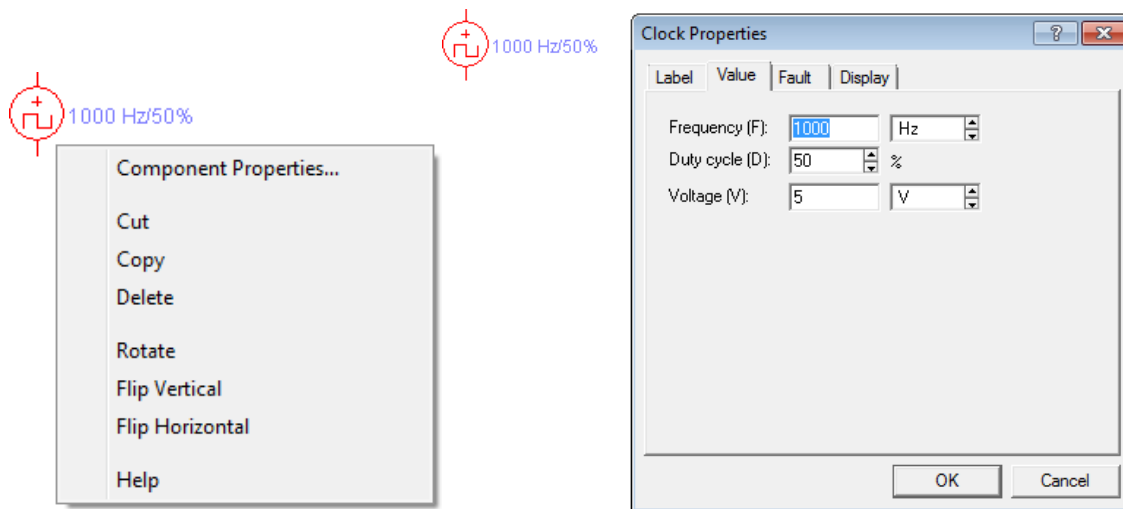 1000 Hz/50%
Component Properties...
Cut
Copy
Delete
Rotate
Flip Vertical
Flip Horizontal
Help
1000 Hz/50%
Clock Properties
?
Label Value Fault Display
Frequency (F): 1000 Hz
Duty cycle (D): 50 %
Voltage (V): 5 V
OK Cancel